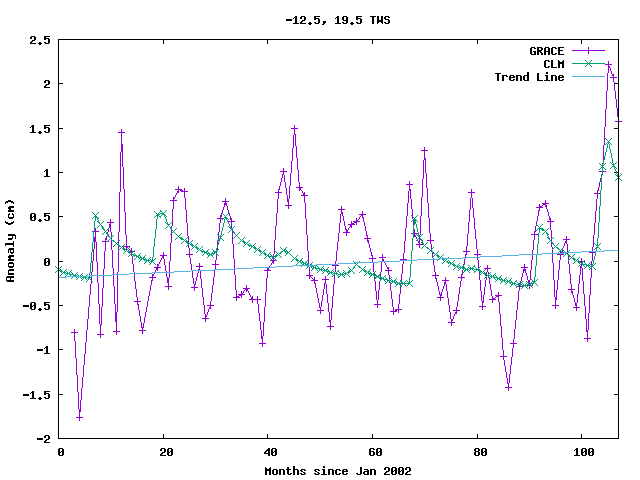 -12.5, 19.5 TWS
GRACE
CLM
Trend Line
2.5
2
1.5
1
0.5
0
-0.5
-1
-1.5
-2
Anomaly (cm)
0 20 40 60 80 100
Months since Jan 2002